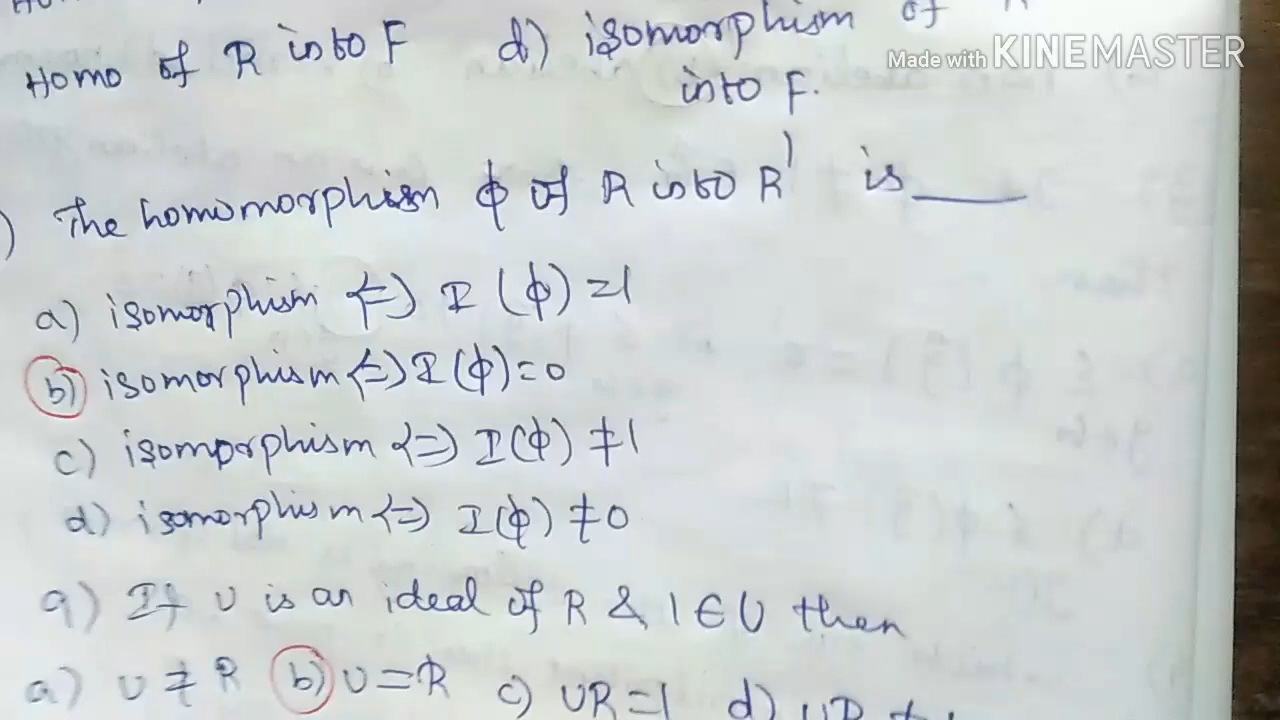 Homo of R into F d) isomorphism of R
into F.
Made with KINEMASTER
) The homomorphism ϕ of R into R' is ____
a) isomorphism <=> I (ϕ) = 1
b) isomorphism <=> I (ϕ) = 0
c) isomorphism <=> I (ϕ) ≠ 1
d) isomorphism <=> I (ϕ) ≠ 0
9) If U is an ideal of R & 1 ∈ U then
a) U ≠ R b) U = R c) UR = 1 d) UR ≠